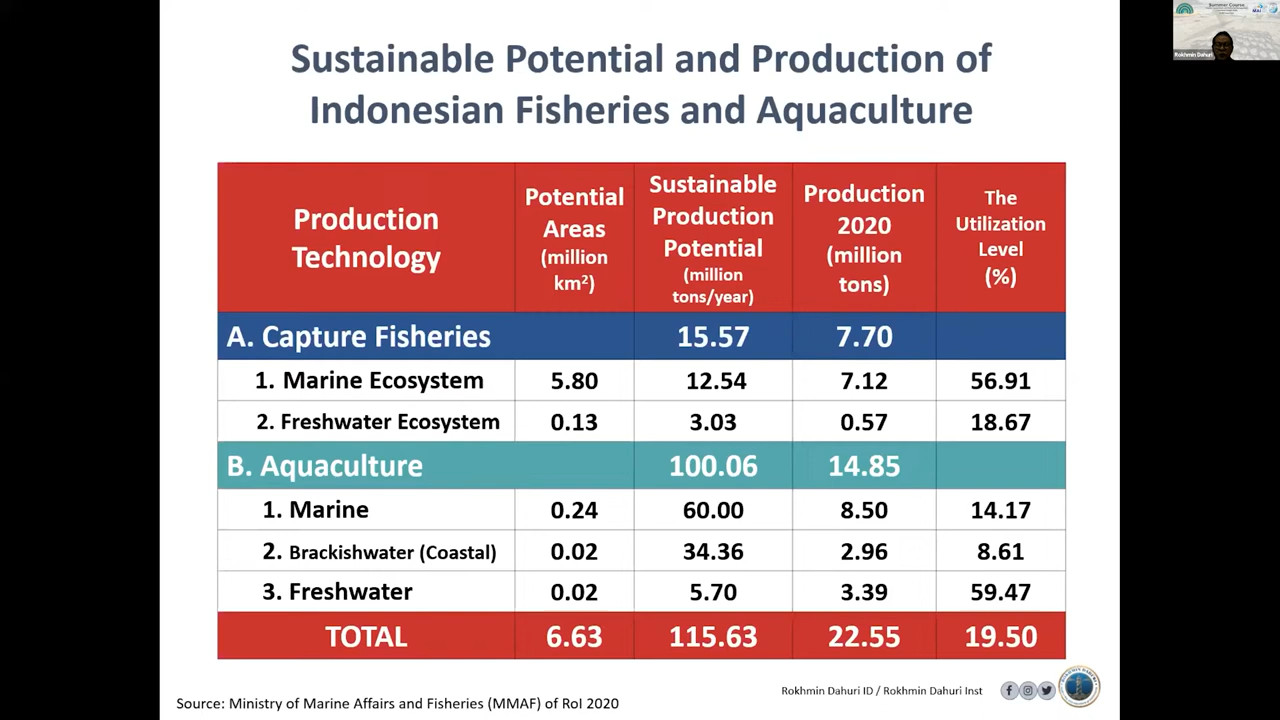 Sustainable Potential and Production of
Indonesian Fisheries and Aquaculture
Production Technology | Potential Areas (million km²) | Sustainable Production Potential (million tons/year) | Production 2020 (million tons) | The Utilization Level (%)
A. Capture Fisheries 15.57 7.70
1. Marine Ecosystem 5.80 12.54 7.12 56.91
2. Freshwater Ecosystem 0.13 3.03 0.57 18.67
B. Aquaculture 100.06 14.85
1. Marine 0.24 60.00 8.50 14.17
2. Brackishwater (Coastal) 0.02 34.36 2.96 8.61
3. Freshwater 0.02 5.70 3.39 59.47
TOTAL 6.63 115.63 22.55 19.50
Rokhmin Dahuri ID / Rokhmin Dahuri Inst
Source: Ministry of Marine Affairs and Fisheries (MMAF) of RoI 2020
Summer Course
Rokhmin Dahuri